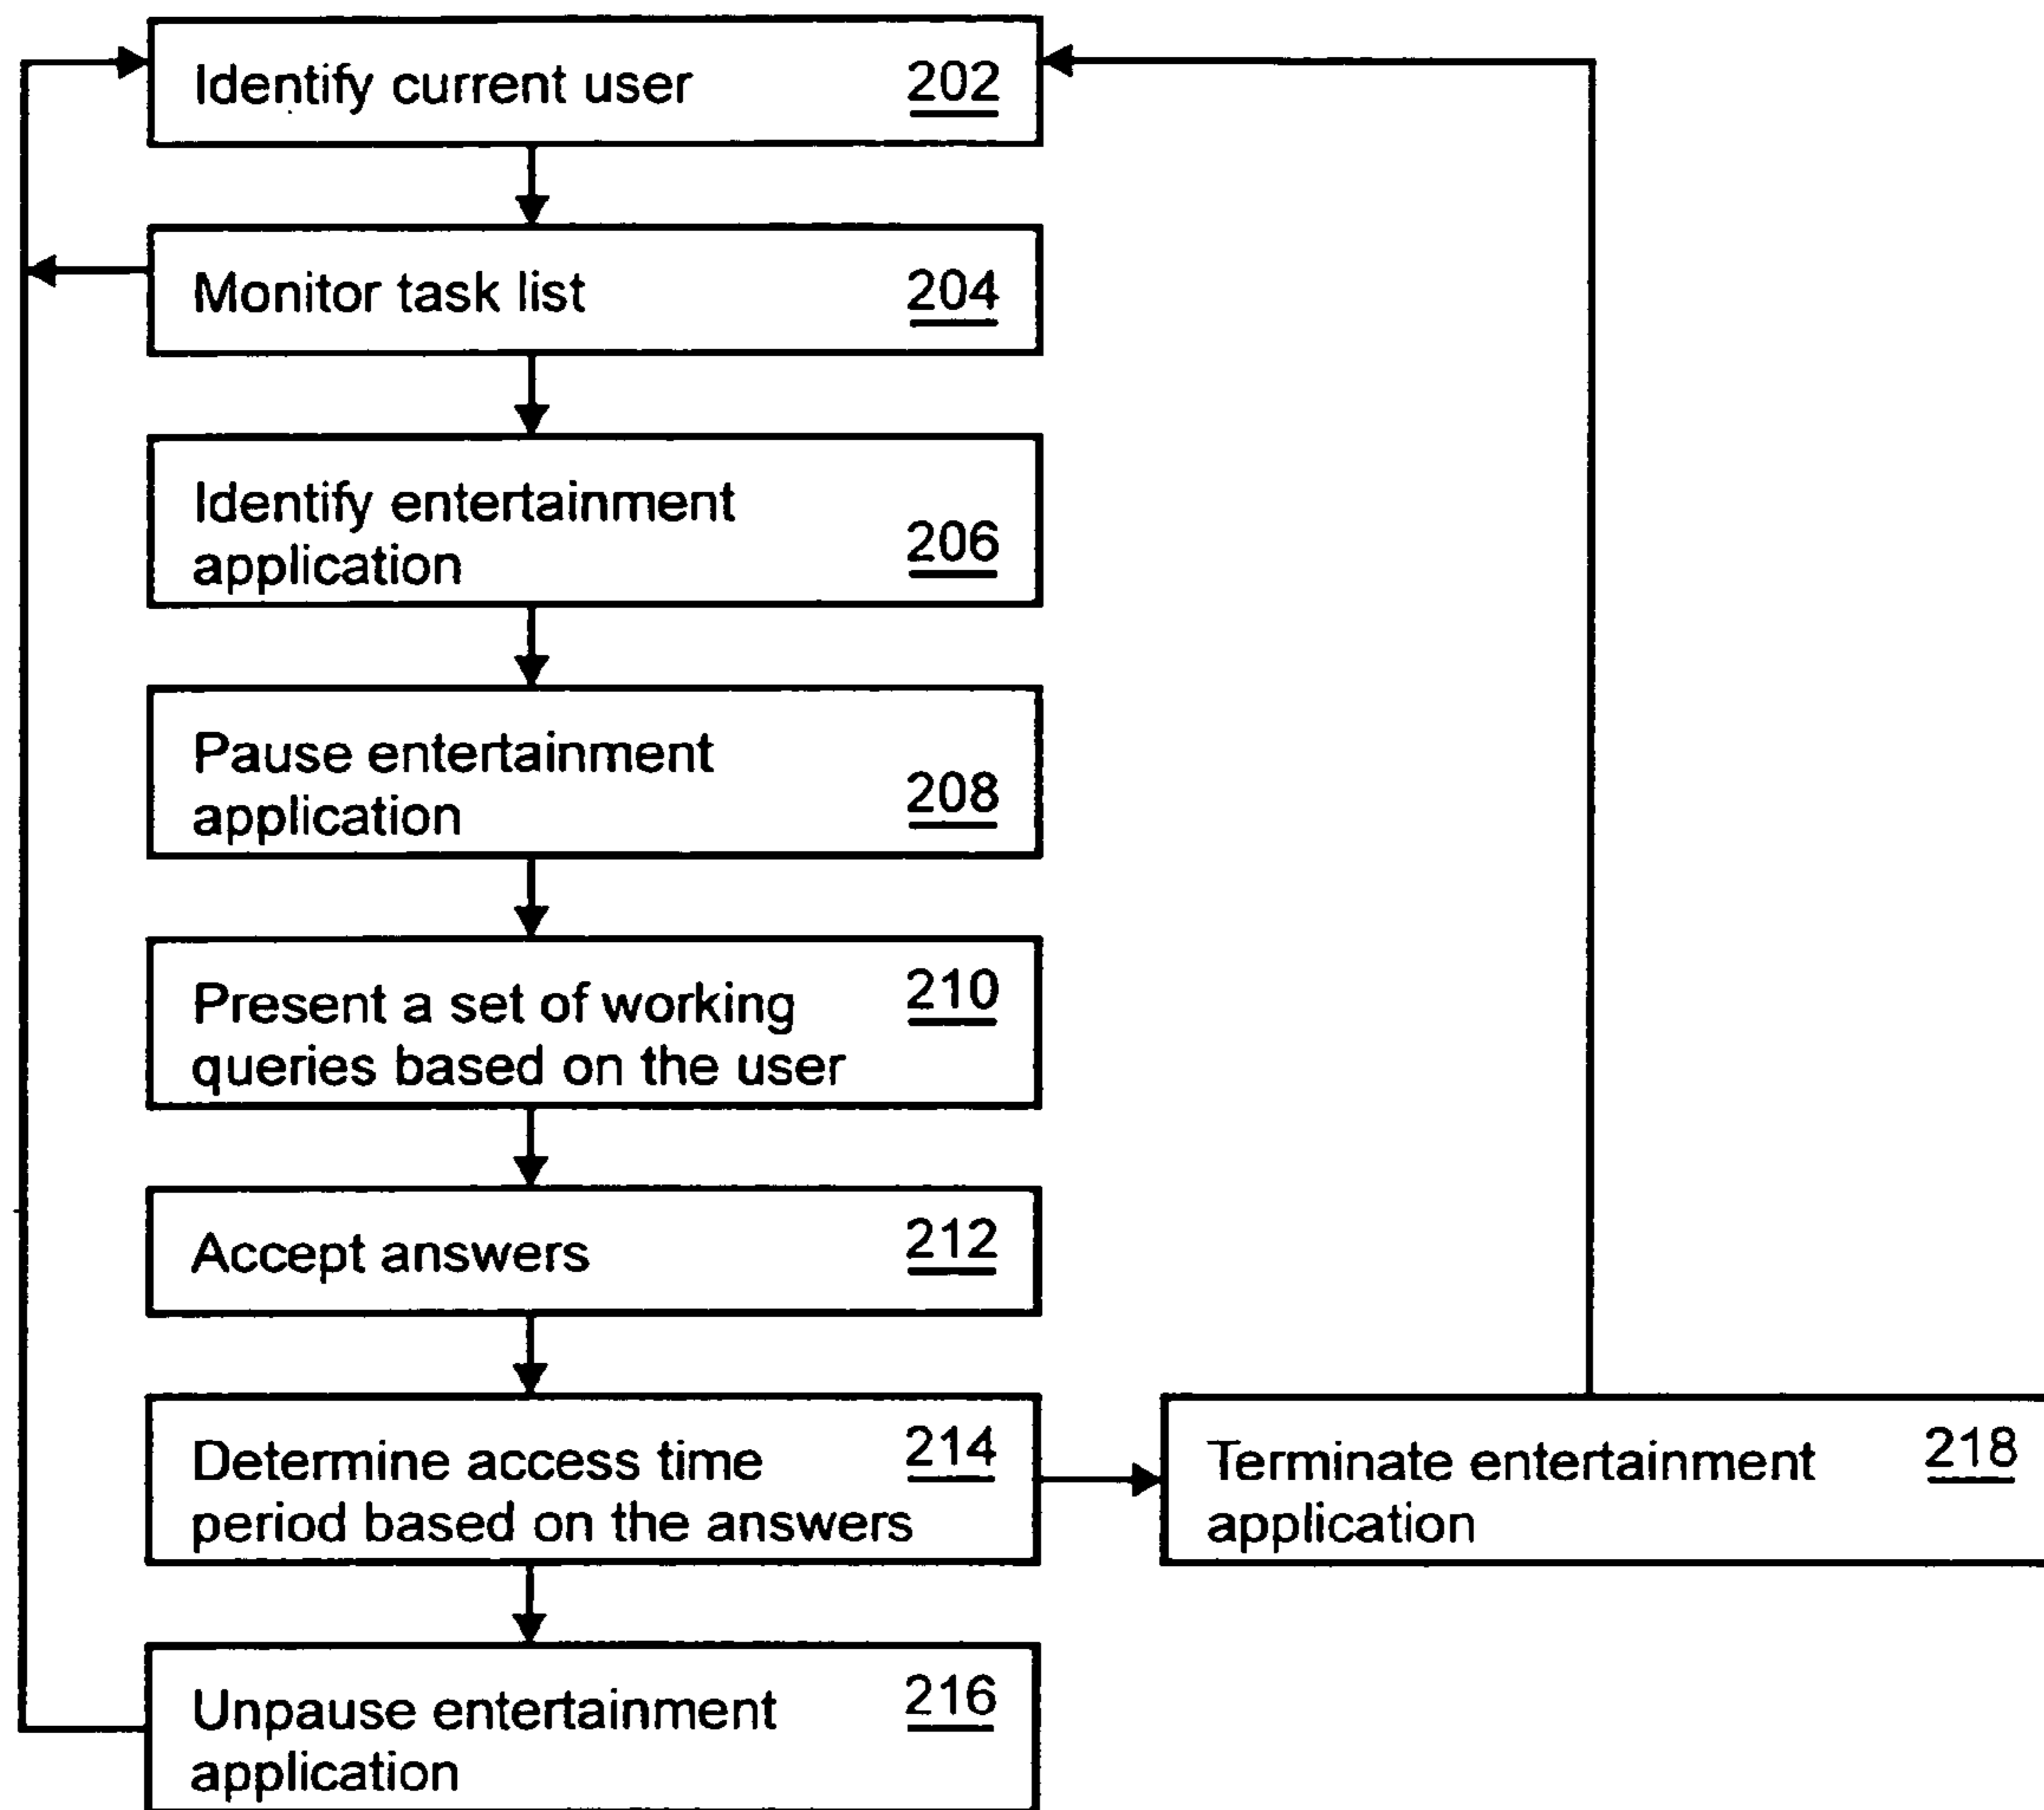 Identify current user 202
Monitor task list 204
Identify entertainment
application 206
Pause entertainment
application 208
Present a set of working 210
queries based on the user
Accept answers 212
Determine access time 214
period based on the answers
Terminate entertainment 218
application
Unpause entertainment 216
application